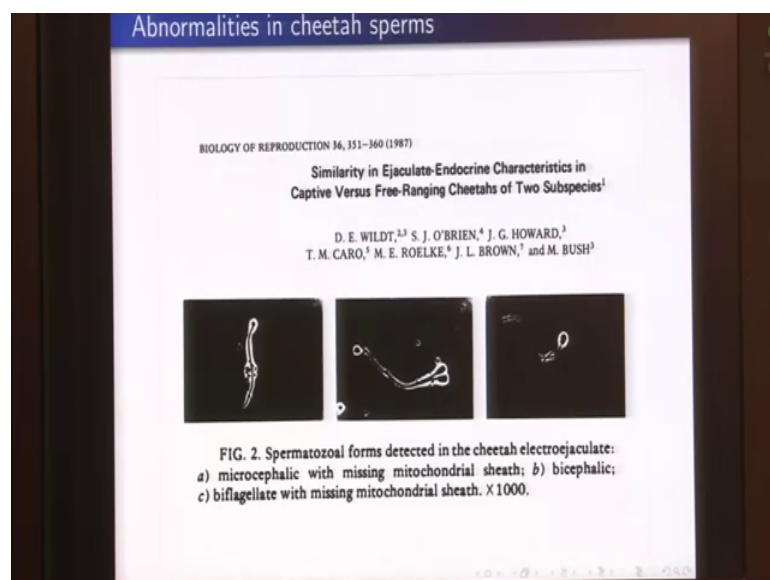 Abnormalities in cheetah sperms
BIOLOGY OF REPRODUCTION 36, 351–360 (1987)
Similarity in Ejaculate-Endocrine Characteristics in
Captive Versus Free-Ranging Cheetahs of Two Subspecies¹
D. E. WILDT,²,³ S. J. O'BRIEN,⁴ J. G. HOWARD,³
T. M. CARO,⁵ M. E. ROELKE,⁶ J. L. BROWN,⁷ and M. BUSH³
FIG. 2. Spermatozoal forms detected in the cheetah electroejaculate:
a) microcephalic with missing mitochondrial sheath; b) bicephalic;
c) biflagellate with missing mitochondrial sheath. X 1000.